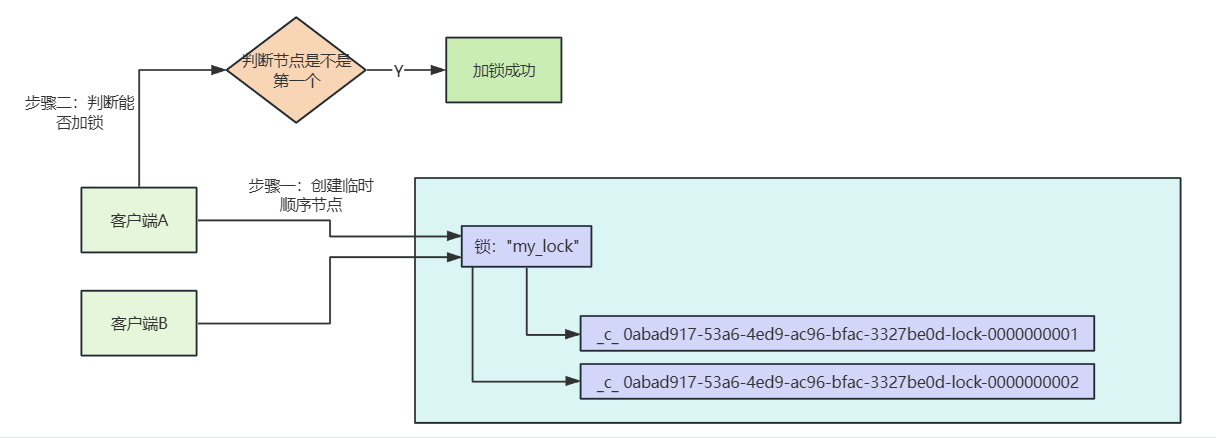 判断节点是不是
第一个
Y
加锁成功
步骤二：判断能
否加锁
步骤一：创建临时
顺序节点
客户端A
锁："my_lock"
客户端B
_c_ 0abad917-53a6-4ed9-ac96-bfac-3327be0d-lock-0000000001
_c_ 0abad917-53a6-4ed9-ac96-bfac-3327be0d-lock-0000000002